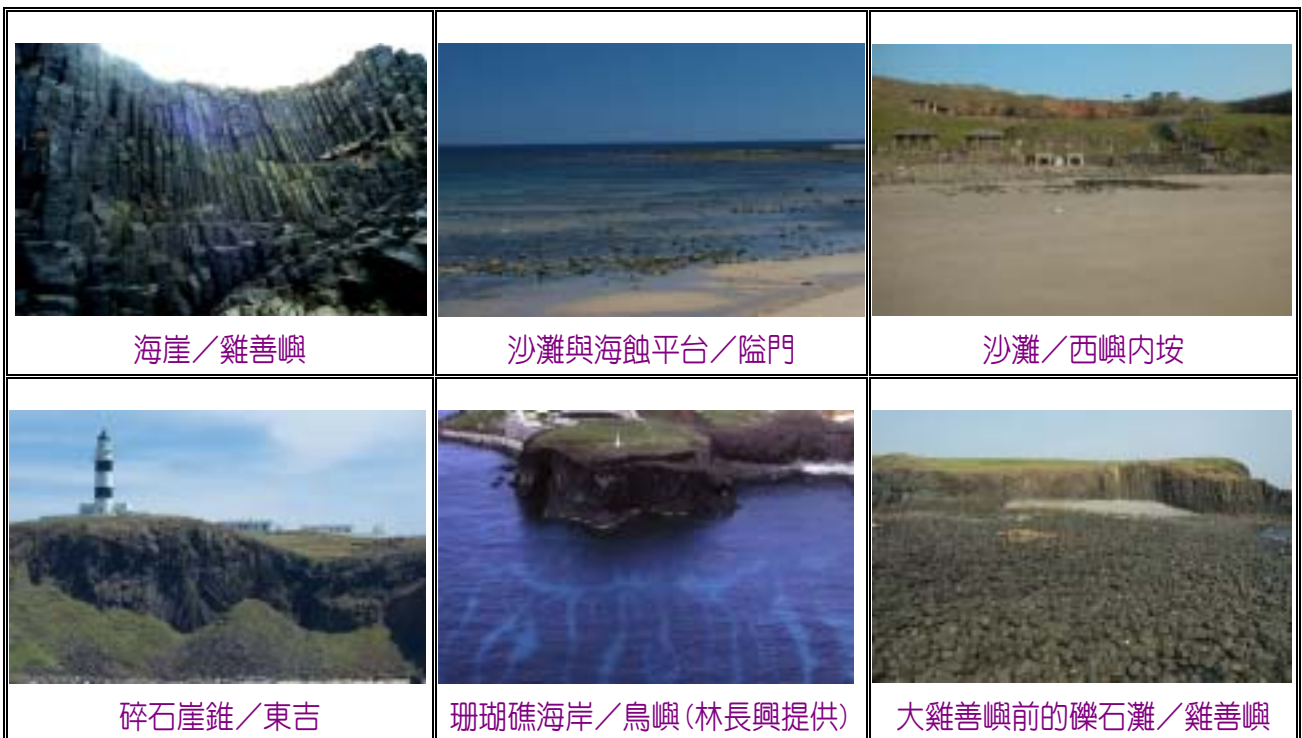 海崖／雞善嶼
沙灘與海蝕平台／隘門
沙灘／西嶼內垵
碎石崖錐／東吉
珊瑚礁海岸／鳥嶼(林長興提供)
大雞善嶼前的礫石灘／雞善嶼